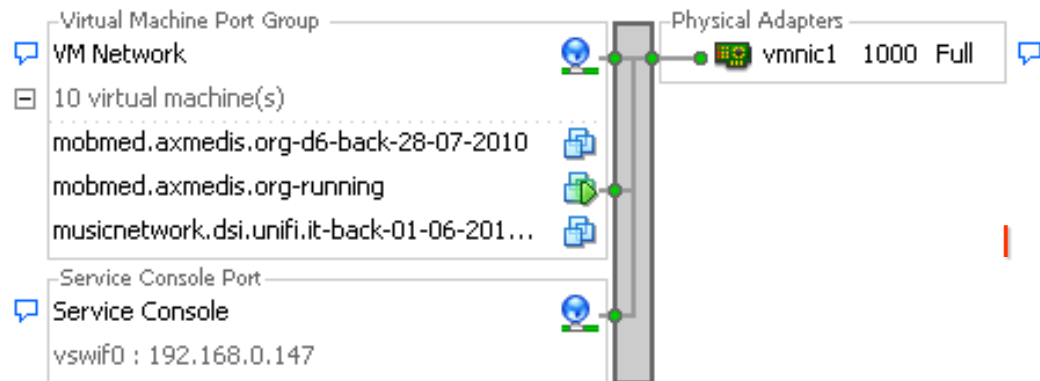 Virtual Machine Port Group
VM Network
10 virtual machine(s)
mobmed.axmedis.org-d6-back-28-07-2010
mobmed.axmedis.org-running
musicnetwork.dsi.unifi.it-back-01-06-201...
Service Console Port
Service Console
vswif0 : 192.168.0.147
Physical Adapters
vmnic1 1000 Full